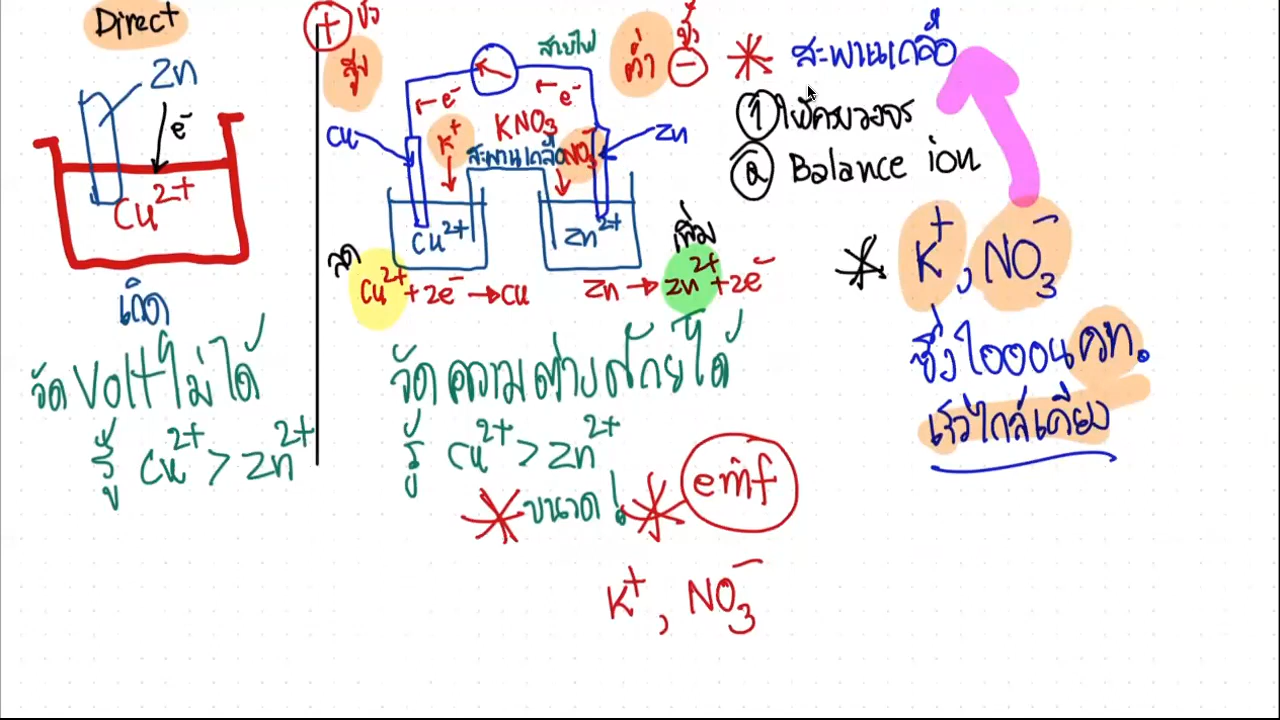 Direct
Zn
e⁻
Cu²⁺
เกิด
วัด Volt ไม่ได้
รู้ Cu²⁺ > Zn²⁺
+ ขั้ว
สูง
สายไฟ
ต่ำ
ขั้ว −
← e⁻
← e⁻
Cu
K⁺
KNO₃
สะพานเกลือ
NO₃⁻
Zn
Cu²⁺
Zn²⁺
ลด
เพิ่ม
Cu²⁺ + 2e⁻ → Cu
Zn → Zn²⁺ + 2e⁻
วัดความต่างศักย์ได้
รู้ Cu²⁺ > Zn²⁺
* ขนาด! *
emf
K⁺, NO₃⁻
* สะพานเกลือ
① ให้ครบวงจร
② Balance ion
* K⁺, NO₃⁻
ซึ่งไอออน คท.
เร็วใกล้เคียง